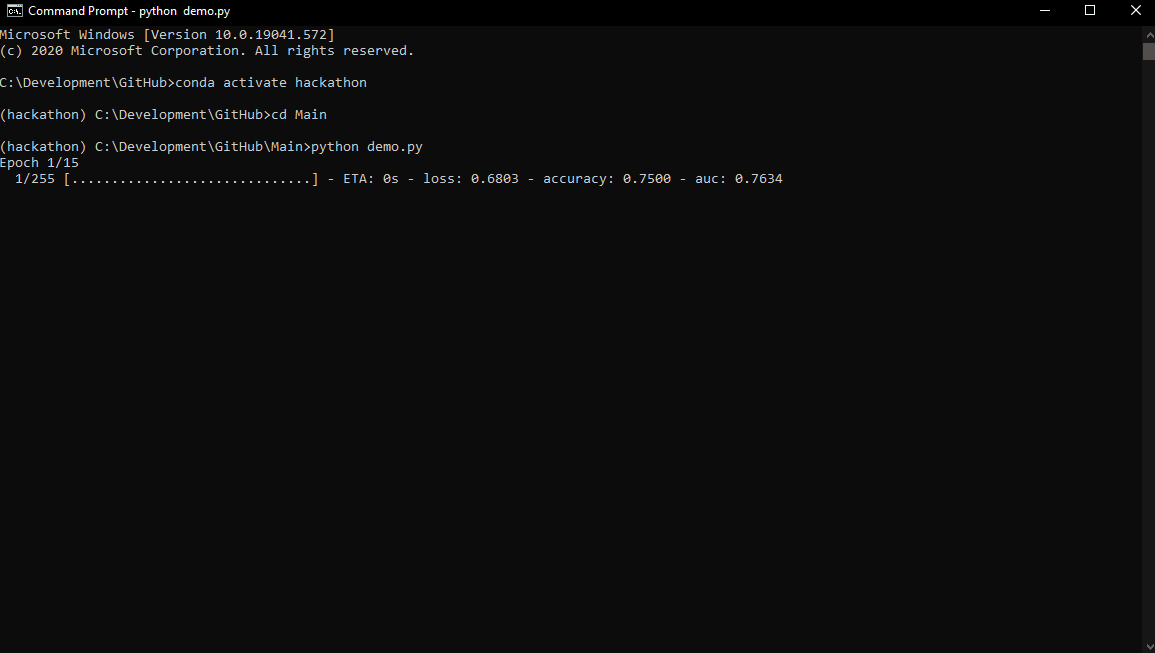 Command Prompt - python  demo.py
Microsoft Windows [Version 10.0.19041.572]
(c) 2020 Microsoft Corporation. All rights reserved.
C:\Development\GitHub>conda activate hackathon
(hackathon) C:\Development\GitHub>cd Main
(hackathon) C:\Development\GitHub\Main>python demo.py
Epoch 1/15
  1/255 [..............................] - ETA: 0s - loss: 0.6803 - accuracy: 0.7500 - auc: 0.7634